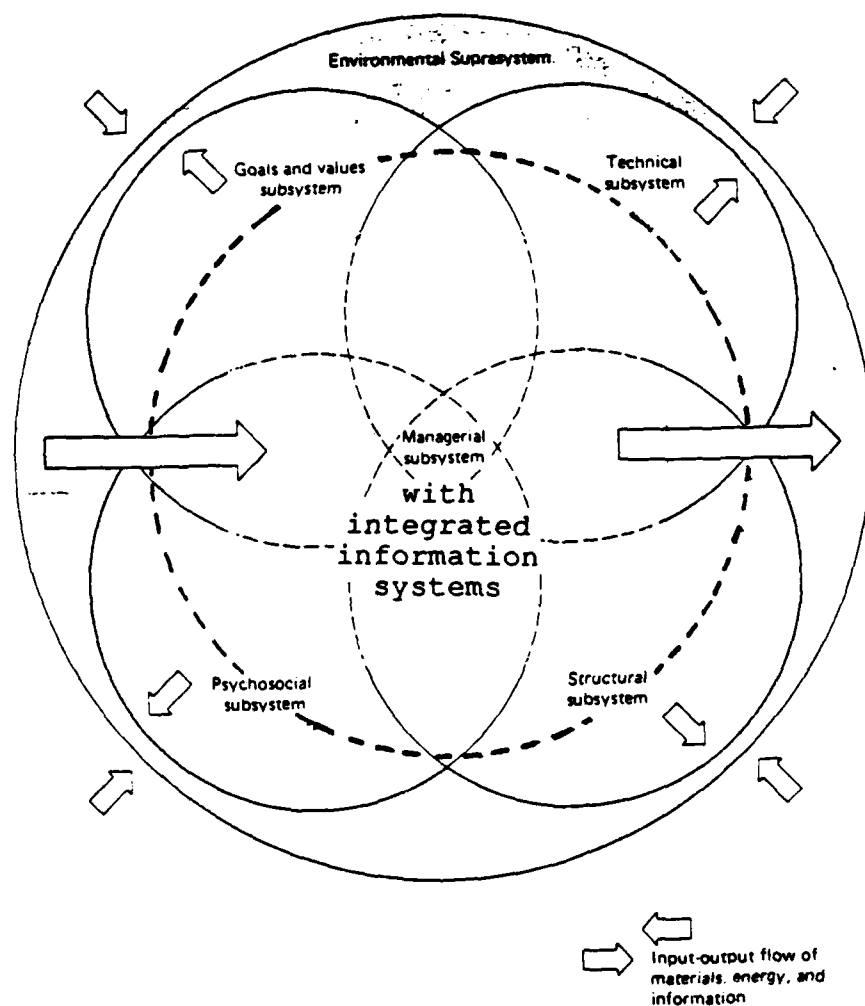 Environmental Suprasystem.
Goals and values
subsystem
Technical
subsystem
Managerial
subsystem
with
integrated
information
systems
Psychosocial
subsystem
Structural
subsystem
Input-output flow of
materials, energy, and
information